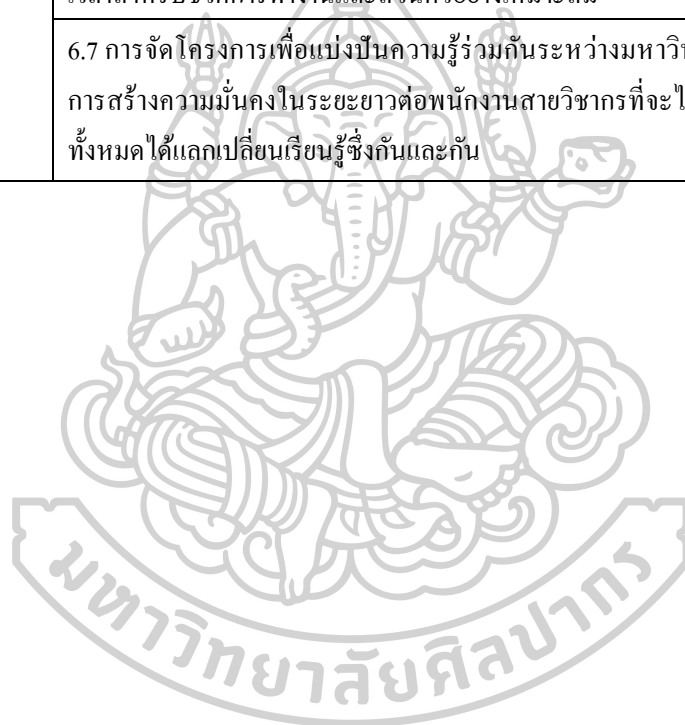 6.7 การจัดโครงการเพื่อแบ่งปันความรู้ร่วมกันระหว่าง
การสร้างความมั่นคงในระยะยาวต่อพนักงานสายวิชาการที่จะ
ทั้งหมดได้แลกเปลี่ยนเรียนรู้ซึ่งกันและกัน
มหาวิทยาลัยศิลปากร